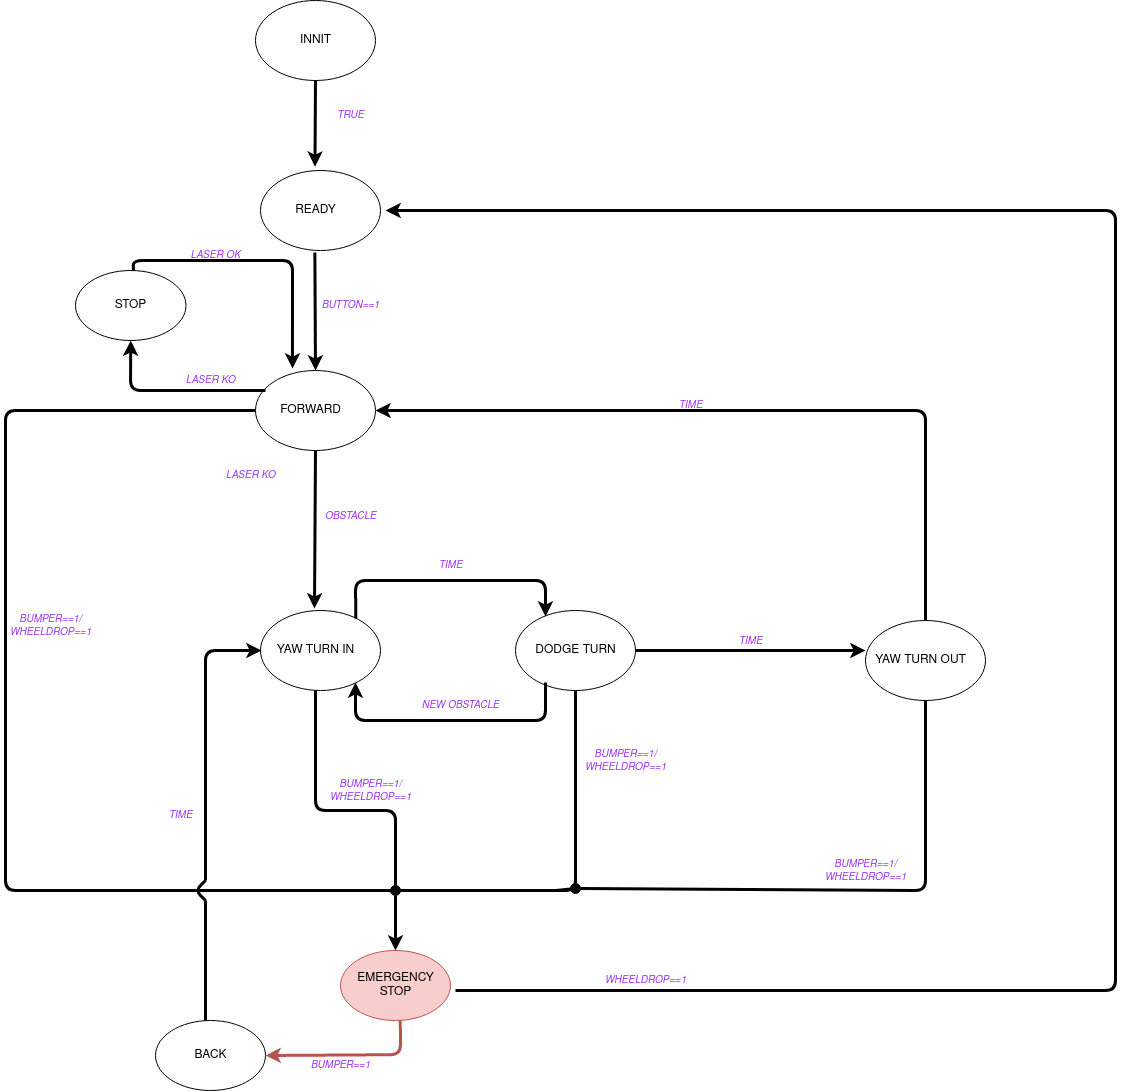 INNIT
TRUE
READY
LASER OK
STOP
BUTTON==1
LASER KO
FORWARD
TIME
LASER KO
OBSTACLE
TIME
BUMPER==1/
WHEELDROP==1
YAW TURN IN
DODGE TURN
TIME
YAW TURN OUT
NEW OBSTACLE
BUMPER==1/
WHEELDROP==1
BUMPER==1/
WHEELDROP==1
TIME
BUMPER==1/
WHEELDROP==1
EMERGENCY
STOP
WHEELDROP==1
BACK
BUMPER==1